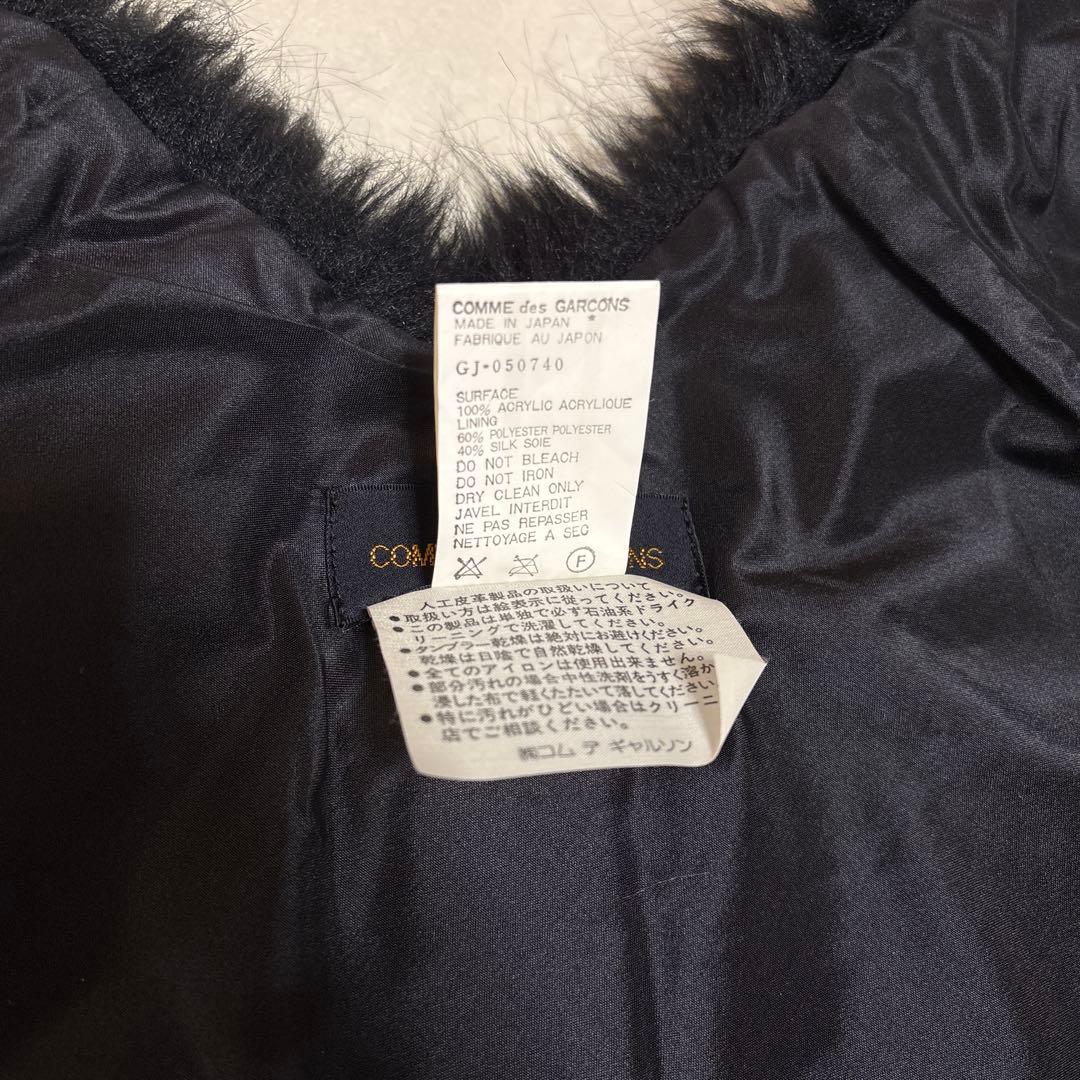 COMME des GARCONS
MADE IN JAPAN *
FABRIQUE AU JAPON
GJ-050740
SURFACE
100% ACRYLIC ACRYLIQUE
LINING
60% POLYESTER POLYESTER
40% SILK SOIE
DO NOT BLEACH
DO NOT IRON
DRY CLEAN ONLY
JAVEL INTERDIT
NE PAS REPASSER
NETTOYAGE A SEC
F
COM NS
人工皮革製品の取扱いについて
●取扱い方は絵表示に従ってください。
●この製品は単独で必ず石油系ドライク
リーニングで洗濯してください。
●タンブラー乾燥は絶対にお避けください。
乾燥は日陰で自然乾燥してください。
●全てのアイロンは使用出来ません。
●部分汚れの場合中性洗剤をうすく溶か
浸した布で軽くたたいて落してください
●特に汚れがひどい場合はクリーニ
店でご相談ください。
㈱コム デ ギャルソン